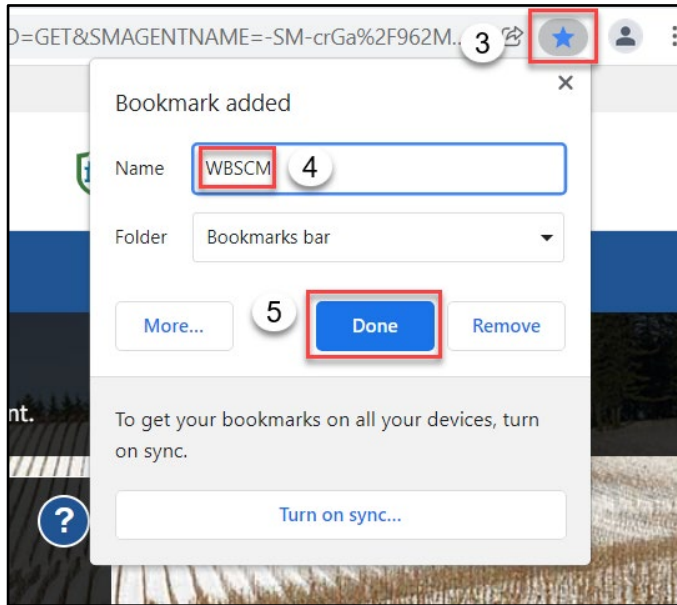 D=GET&SMAGENTNAME=-SM-crGa%2F962M... 3
Bookmark added
Name WBSCM 4
Folder Bookmarks bar
More... 5 Done Remove
nt.
To get your bookmarks on all your devices, turn
on sync.
?
Turn on sync...